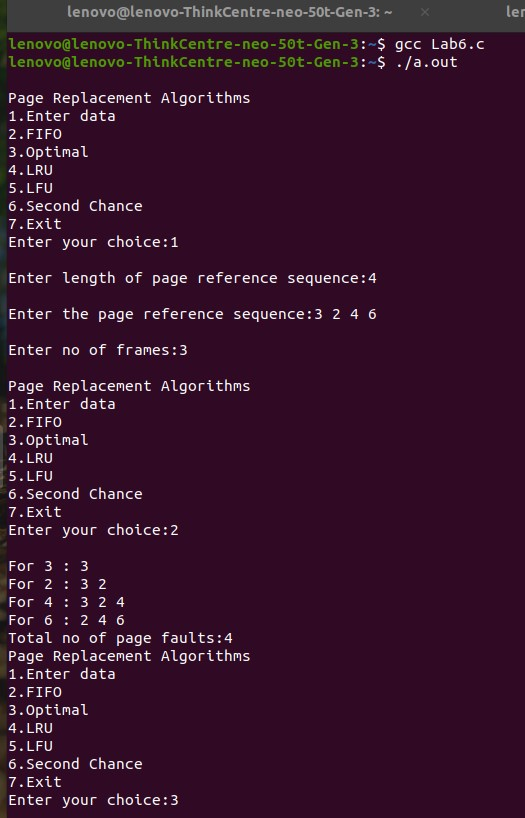 lenovo@lenovo-ThinkCentre-neo-50t-Gen-3: ~
lenovo@lenovo-ThinkCentre-neo-50t-Gen-3:~$ gcc Lab6.c
lenovo@lenovo-ThinkCentre-neo-50t-Gen-3:~$ ./a.out
Page Replacement Algorithms
1.Enter data
2.FIFO
3.Optimal
4.LRU
5.LFU
6.Second Chance
7.Exit
Enter your choice:1
Enter length of page reference sequence:4
Enter the page reference sequence:3 2 4 6
Enter no of frames:3
Page Replacement Algorithms
1.Enter data
2.FIFO
3.Optimal
4.LRU
5.LFU
6.Second Chance
7.Exit
Enter your choice:2
For 3 : 3
For 2 : 3 2
For 4 : 3 2 4
For 6 : 2 4 6
Total no of page faults:4
Page Replacement Algorithms
1.Enter data
2.FIFO
3.Optimal
4.LRU
5.LFU
6.Second Chance
7.Exit
Enter your choice:3